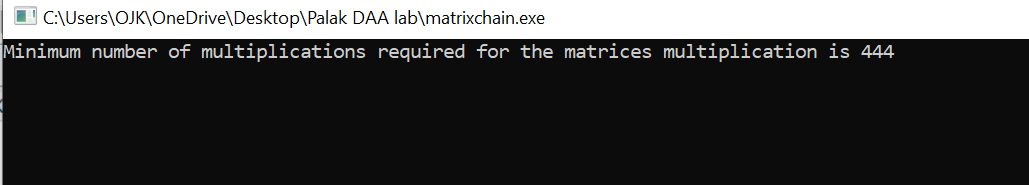 C:\Users\OJK\OneDrive\Desktop\Palak DAA lab\matrixchain.exe
Minimum number of multiplications required for the matrices multiplication is 444